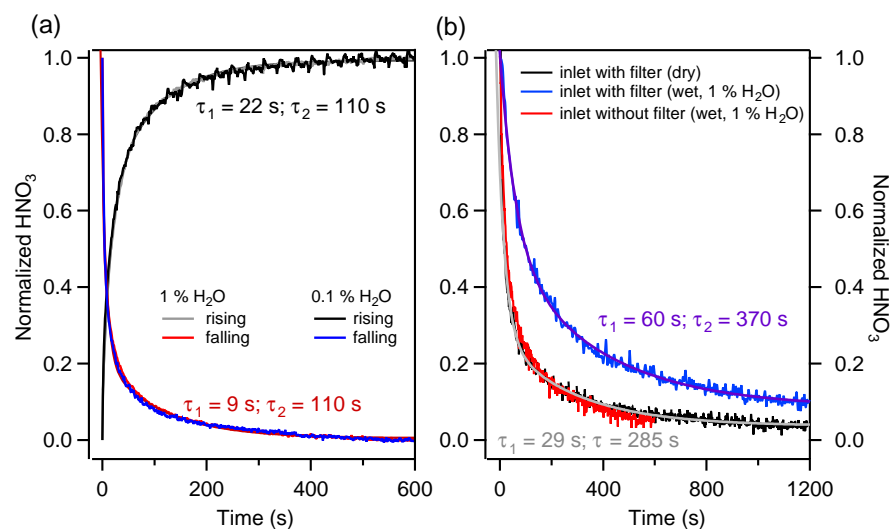 (a)
(b)
1.0
0.8
0.6
0.4
0.2
0.0
Normalized HNO3
τ1 = 22 s; τ2 = 110 s
1 % H2O
0.1 % H2O
rising
rising
falling
falling
τ1 = 9 s; τ2 = 110 s
0
200
400
600
Time (s)
inlet with filter (dry)
inlet with filter (wet, 1 % H2O)
inlet without filter (wet, 1 % H2O)
τ1 = 60 s; τ2 = 370 s
τ1 = 29 s; τ = 285 s
1.0
0.8
0.6
0.4
0.2
0.0
Normalized HNO3
0
400
800
1200
Time (s)